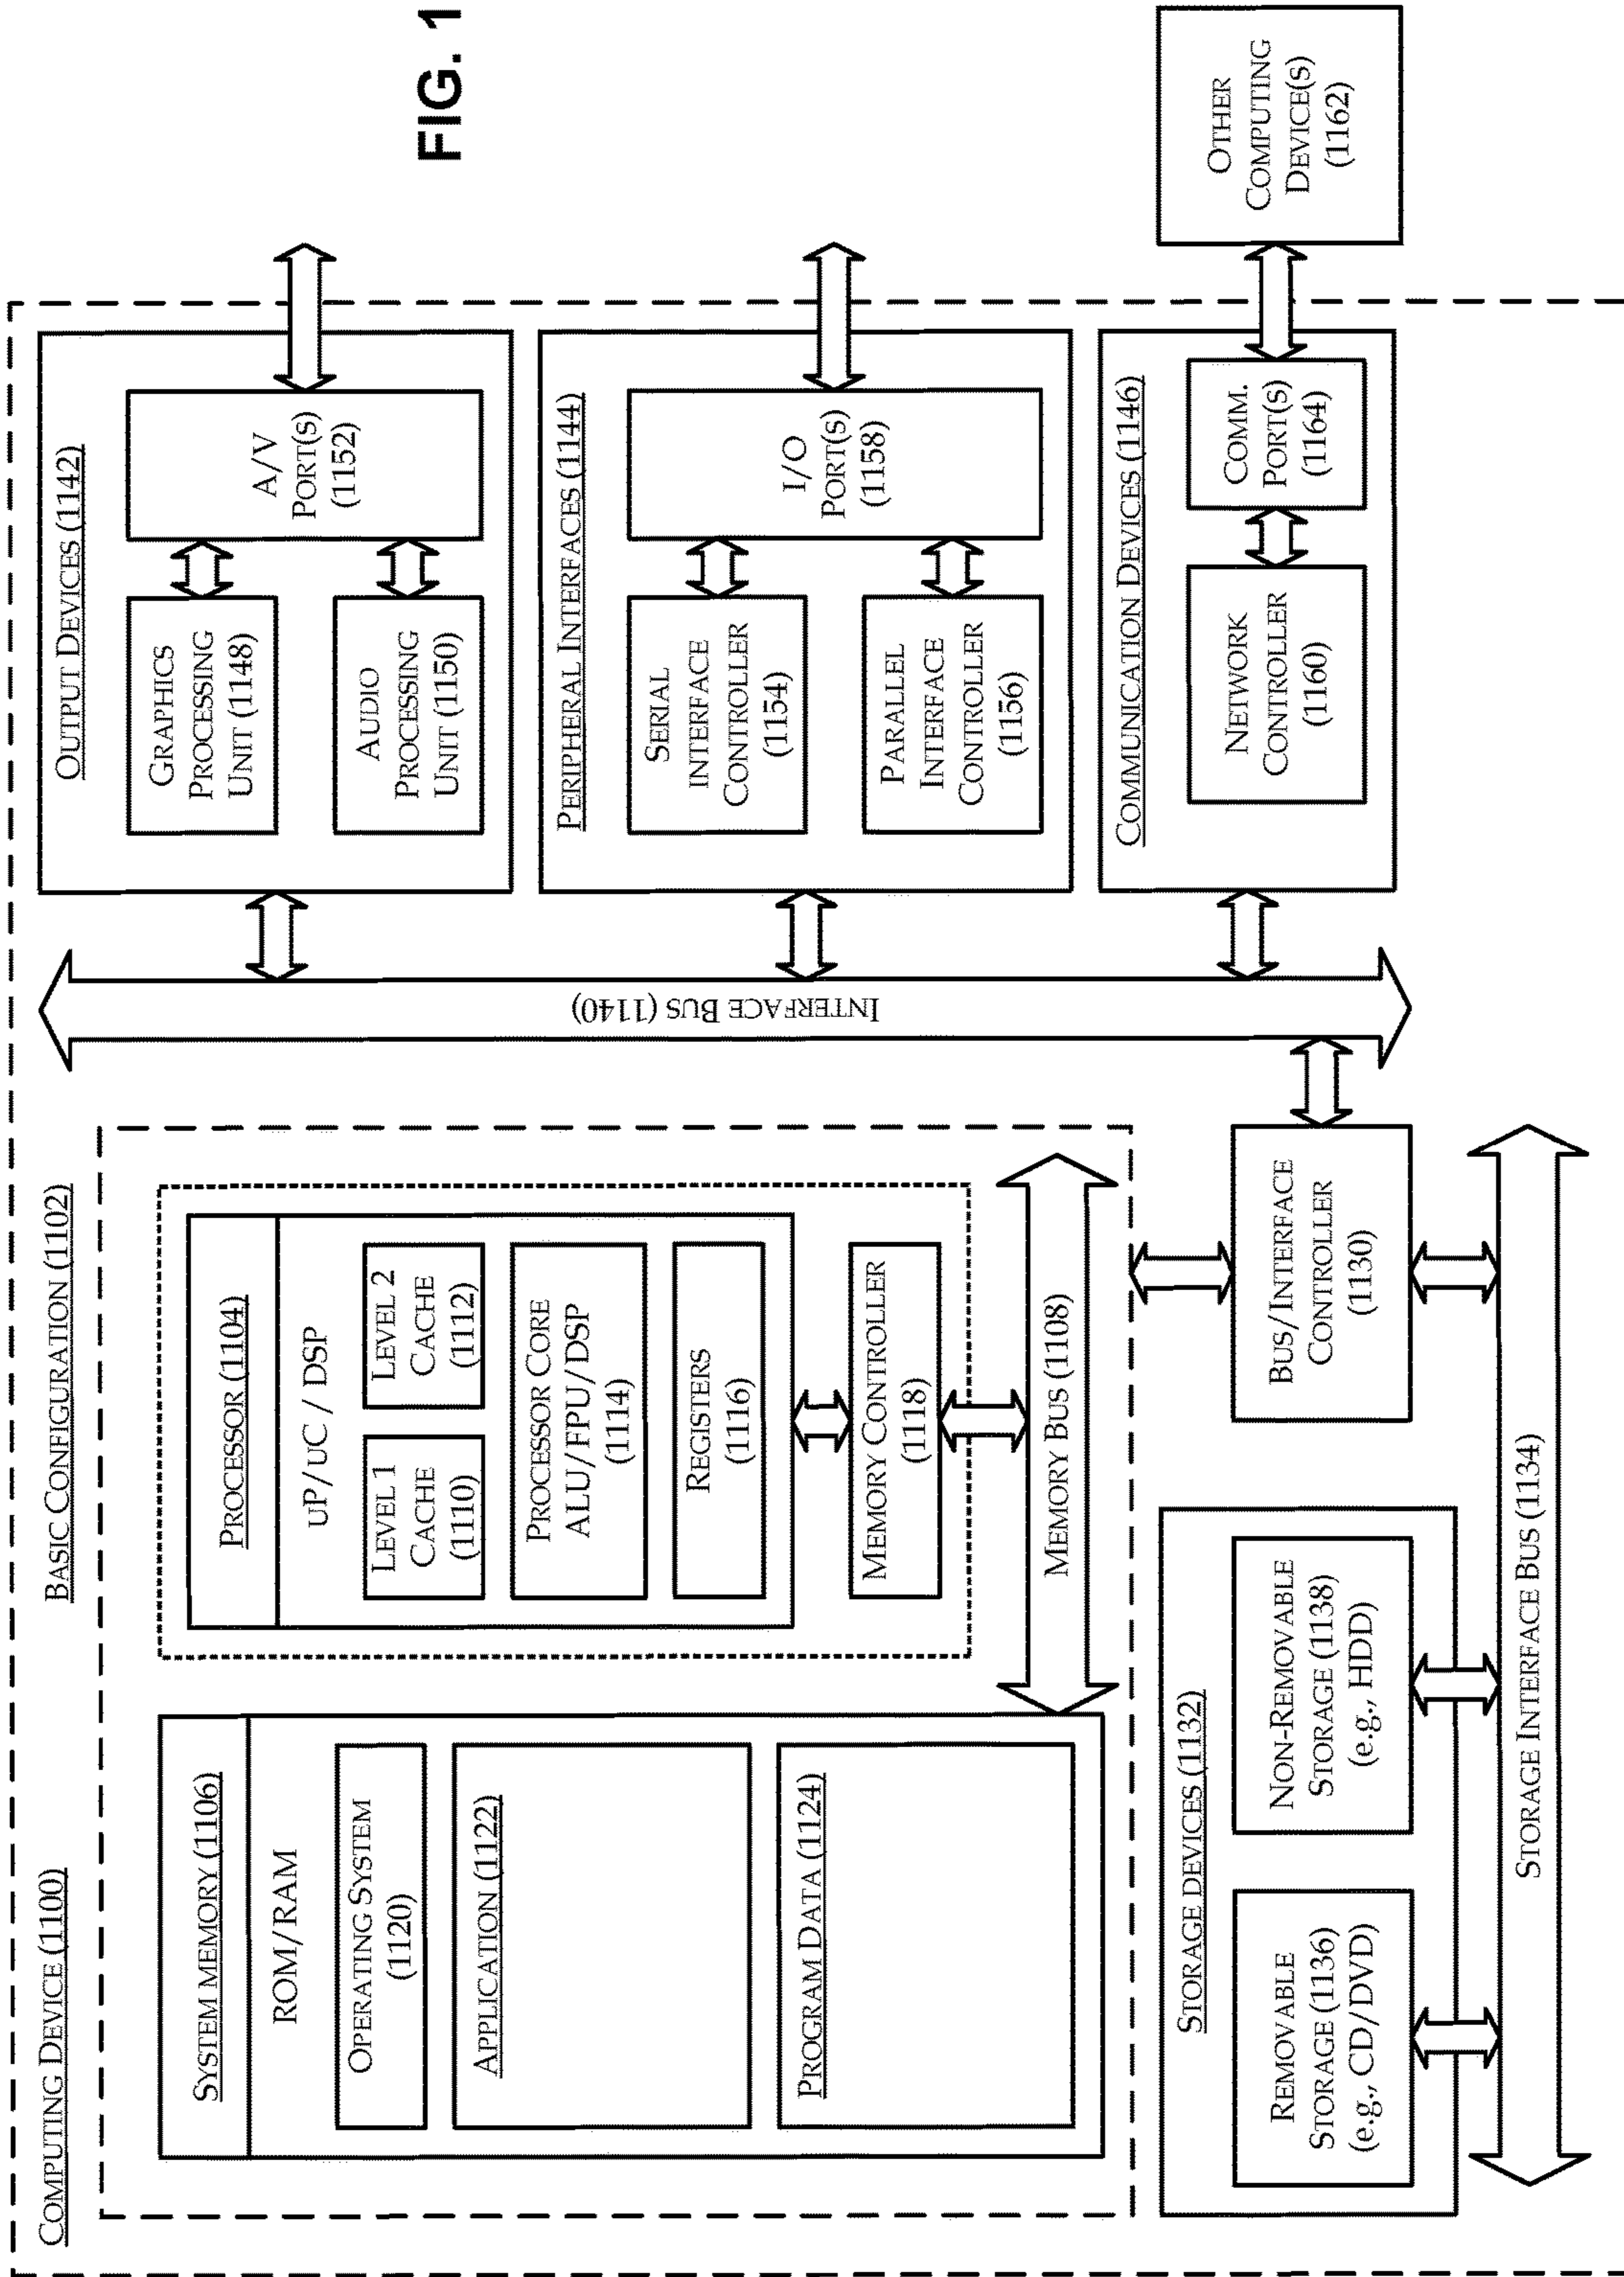 COMPUTING DEVICE (1100)
BASIC CONFIGURATION (1102)
SYSTEM MEMORY (1106)
ROM/RAM
OPERATING SYSTEM
(1120)
APPLICATION (1122)
PROGRAM DATA (1124)
PROCESSOR (1104)
UP/UC / DSP
LEVEL 1
CACHE
(1110)
LEVEL 2
CACHE
(1112)
PROCESSOR CORE
ALU/FPU/DSP
(1114)
REGISTERS
(1116)
MEMORY CONTROLLER
(1118)
MEMORY BUS (1108)
BUS/INTERFACE
CONTROLLER
(1130)
STORAGE DEVICES (1132)
REMOVABLE
STORAGE (1136)
(e.g., CD/DVD)
NON-REMOVABLE
STORAGE (1138)
(e.g., HDD)
STORAGE INTERFACE BUS (1134)
INTERFACE BUS (1140)
OUTPUT DEVICES (1142)
GRAPHICS
PROCESSING
UNIT (1148)
AUDIO
PROCESSING
UNIT (1150)
A/V
PORT(S)
(1152)
PERIPHERAL INTERFACES (1144)
SERIAL
INTERFACE
CONTROLLER
(1154)
PARALLEL
INTERFACE
CONTROLLER
(1156)
I/O
PORT(S)
(1158)
COMMUNICATION DEVICES (1146)
NETWORK
CONTROLLER
(1160)
COMM.
PORT(S)
(1164)
OTHER
COMPUTING
DEVICE(S)
(1162)
FIG. 1